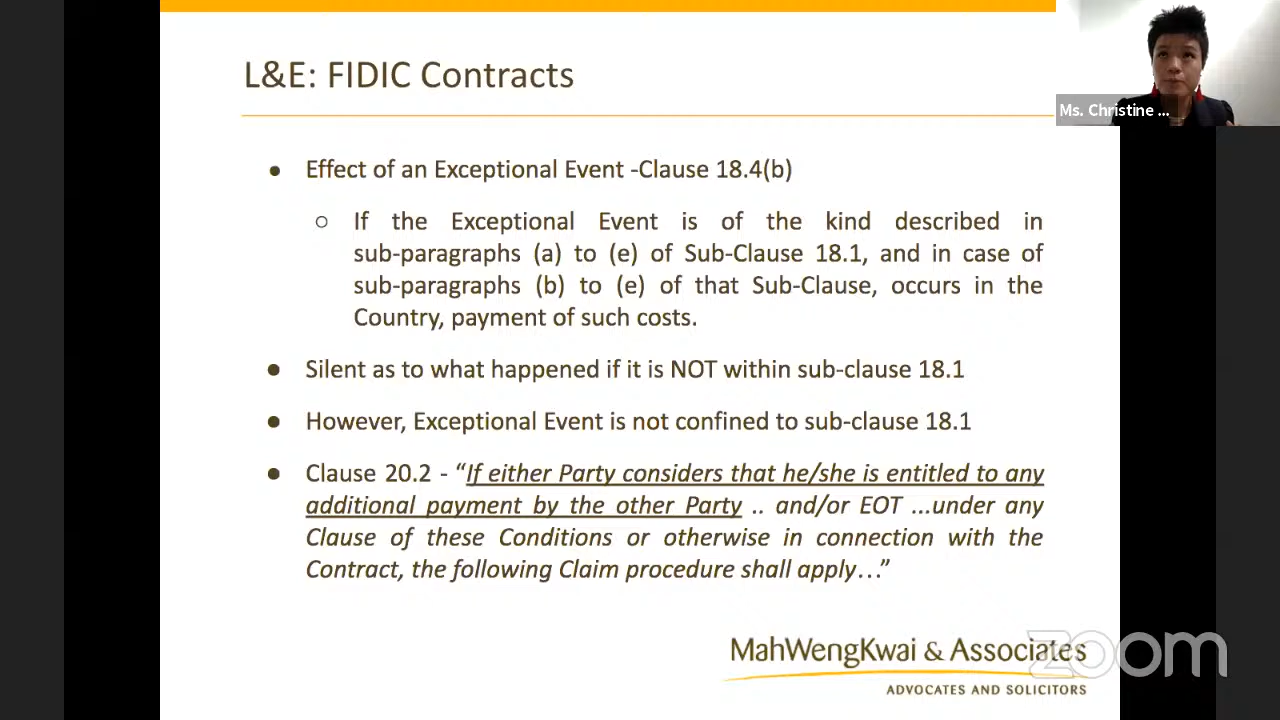 L&E: FIDIC Contracts
Ms. Christine ...
● Effect of an Exceptional Event -Clause 18.4(b)
○ If the Exceptional Event is of the kind described in
sub-paragraphs (a) to (e) of Sub-Clause 18.1, and in case of
sub-paragraphs (b) to (e) of that Sub-Clause, occurs in the
Country, payment of such costs.
● Silent as to what happened if it is NOT within sub-clause 18.1
● However, Exceptional Event is not confined to sub-clause 18.1
● Clause 20.2 - “If either Party considers that he/she is entitled to any
additional payment by the other Party .. and/or EOT ...under any
Clause of these Conditions or otherwise in connection with the
Contract, the following Claim procedure shall apply…”
MahWengKwai & Associates
ADVOCATES AND SOLICITORS
zoom